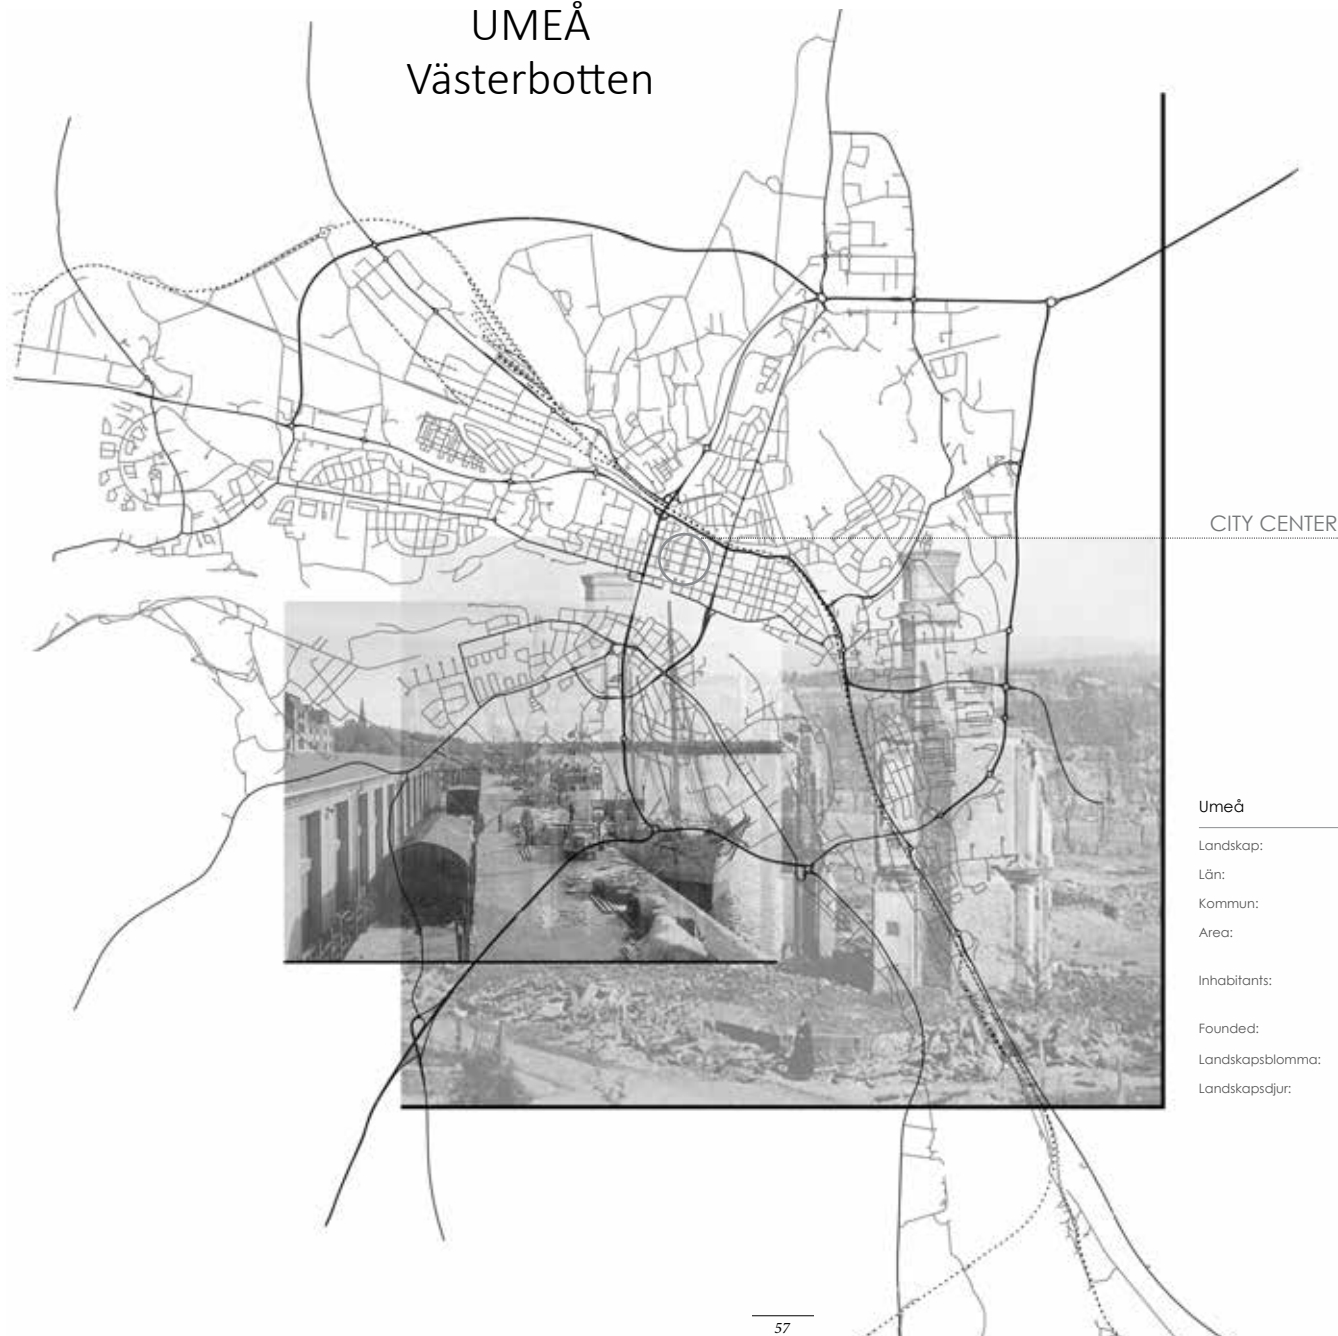 UMEÅ
Västerbotten
CITY CENTER
Umeå
Landskap:
Län:
Kommun:
Area:
Inhabitants:
Founded:
Landskapsblomma:
Landskapsdjur:
57